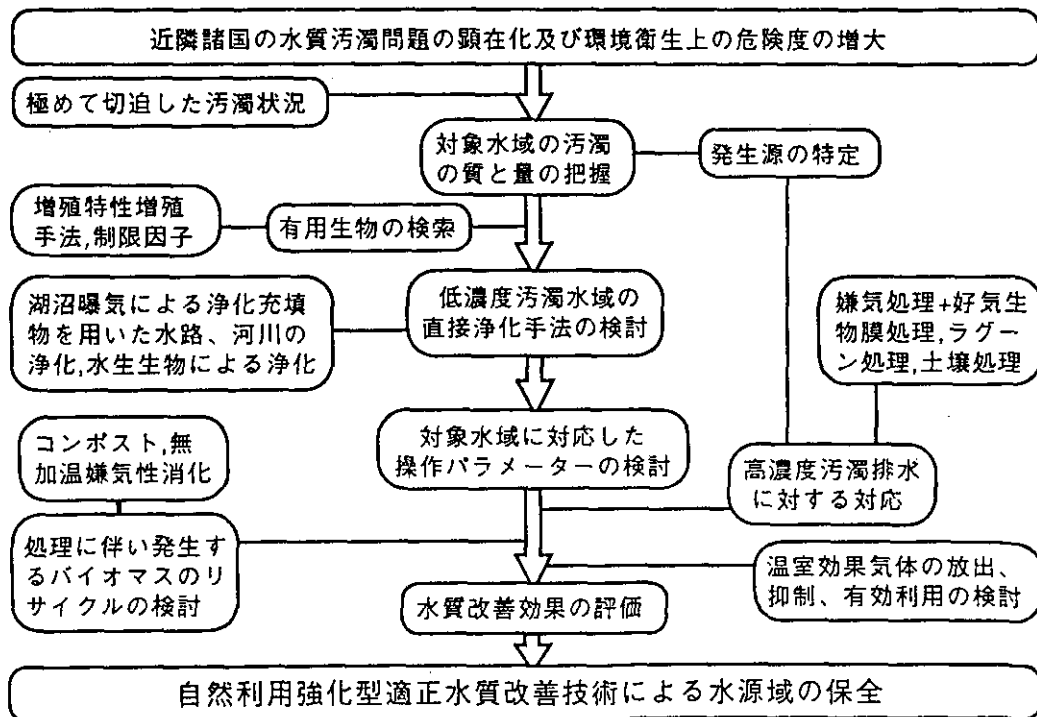 近隣諸国の水質汚濁問題の顕在化及び環境衛生上の危険度の増大
極めて切迫した汚濁状況
対象水域の汚濁
の質と量の把握
発生源の特定
増殖特性増殖
手法,制限因子
有用生物の検索
湖沼曝気による浄化充填
物を用いた水路、河川の
浄化,水生生物による浄化
低濃度汚濁水域の
直接浄化手法の検討
嫌気処理+好気生
物膜処理,ラグー
ン処理,土壌処理
コンポスト,無
加温嫌気性消化
対象水域に対応した
操作パラメーターの検討
高濃度汚濁排水
に対する対応
処理に伴い発生す
るバイオマスのリ
サイクルの検討
温室効果気体の放出、
抑制、有効利用の検討
水質改善効果の評価
自然利用強化型適正水質改善技術による水源域の保全